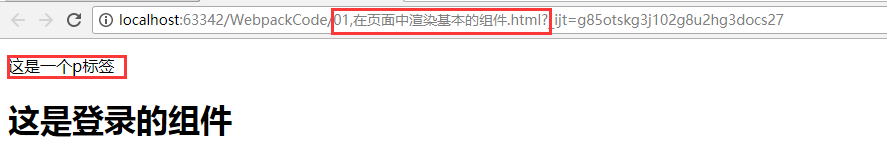 localhost:63342/WebpackCode/01,在页面中渲染基本的组件.html?_ijt=g85otskg3j102g8u2hg3docs27
这是一个p标签
这是登录的组件